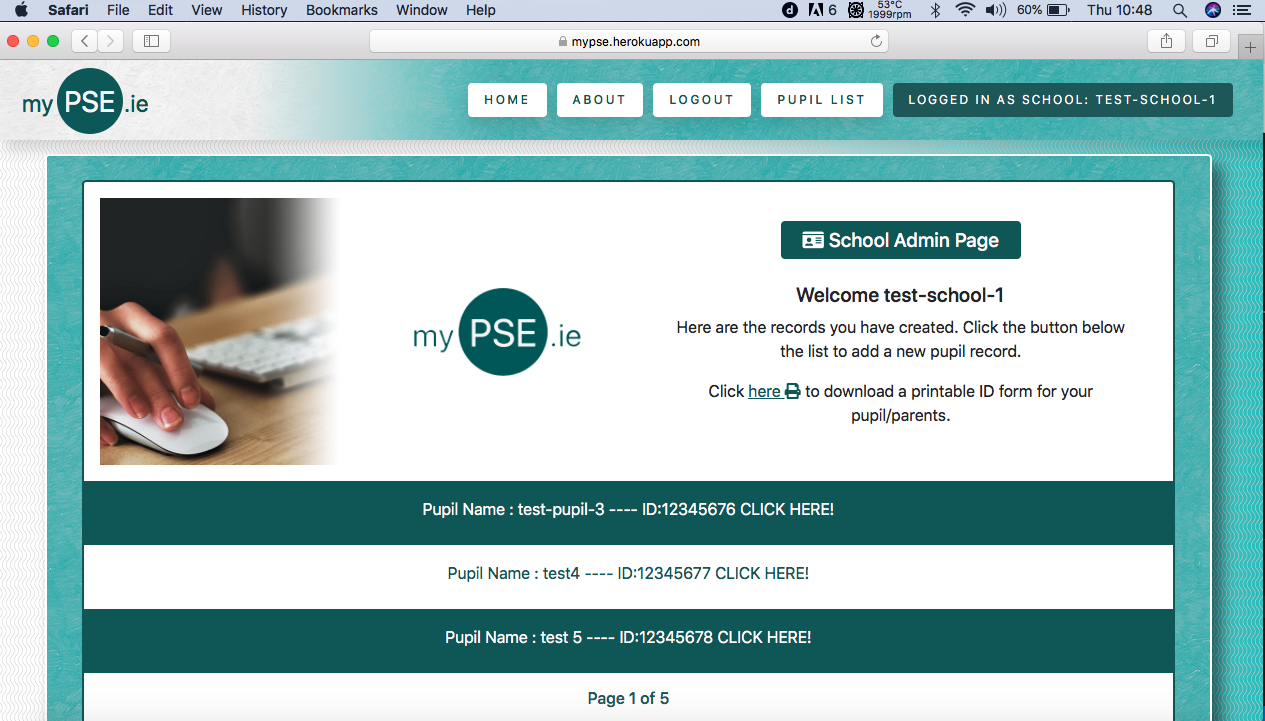 Safari File Edit View History Bookmarks Window Help 6 53°C 1999rpm 60% Thu 10:48
mypse.herokuapp.com
my PSE .ie HOME ABOUT LOGOUT PUPIL LIST LOGGED IN AS SCHOOL: TEST-SCHOOL-1
School Admin Page
Welcome test-school-1
Here are the records you have created. Click the button below
the list to add a new pupil record.
my PSE .ie
Click here to download a printable ID form for your
pupil/parents.
Pupil Name : test-pupil-3 ---- ID:12345676 CLICK HERE!
Pupil Name : test4 ---- ID:12345677 CLICK HERE!
Pupil Name : test 5 ---- ID:12345678 CLICK HERE!
Page 1 of 5